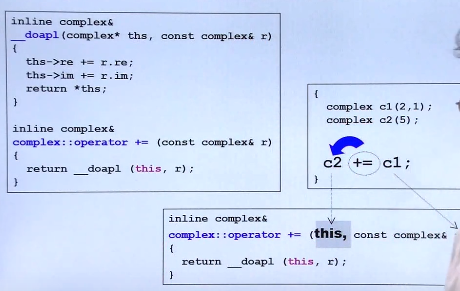 inline complex&
__doapl(complex* ths, const complex& r)
{
ths->re += r.re;
ths->im += r.im;
return *ths;
}
inline complex&
complex::operator += (const complex& r)
{
return __doapl (this, r);
}
{
complex c1(2,1);
complex c2(5);
c2 += c1;
}
inline complex&
complex::operator += (this, const complex&
{
return __doapl (this, r);
}